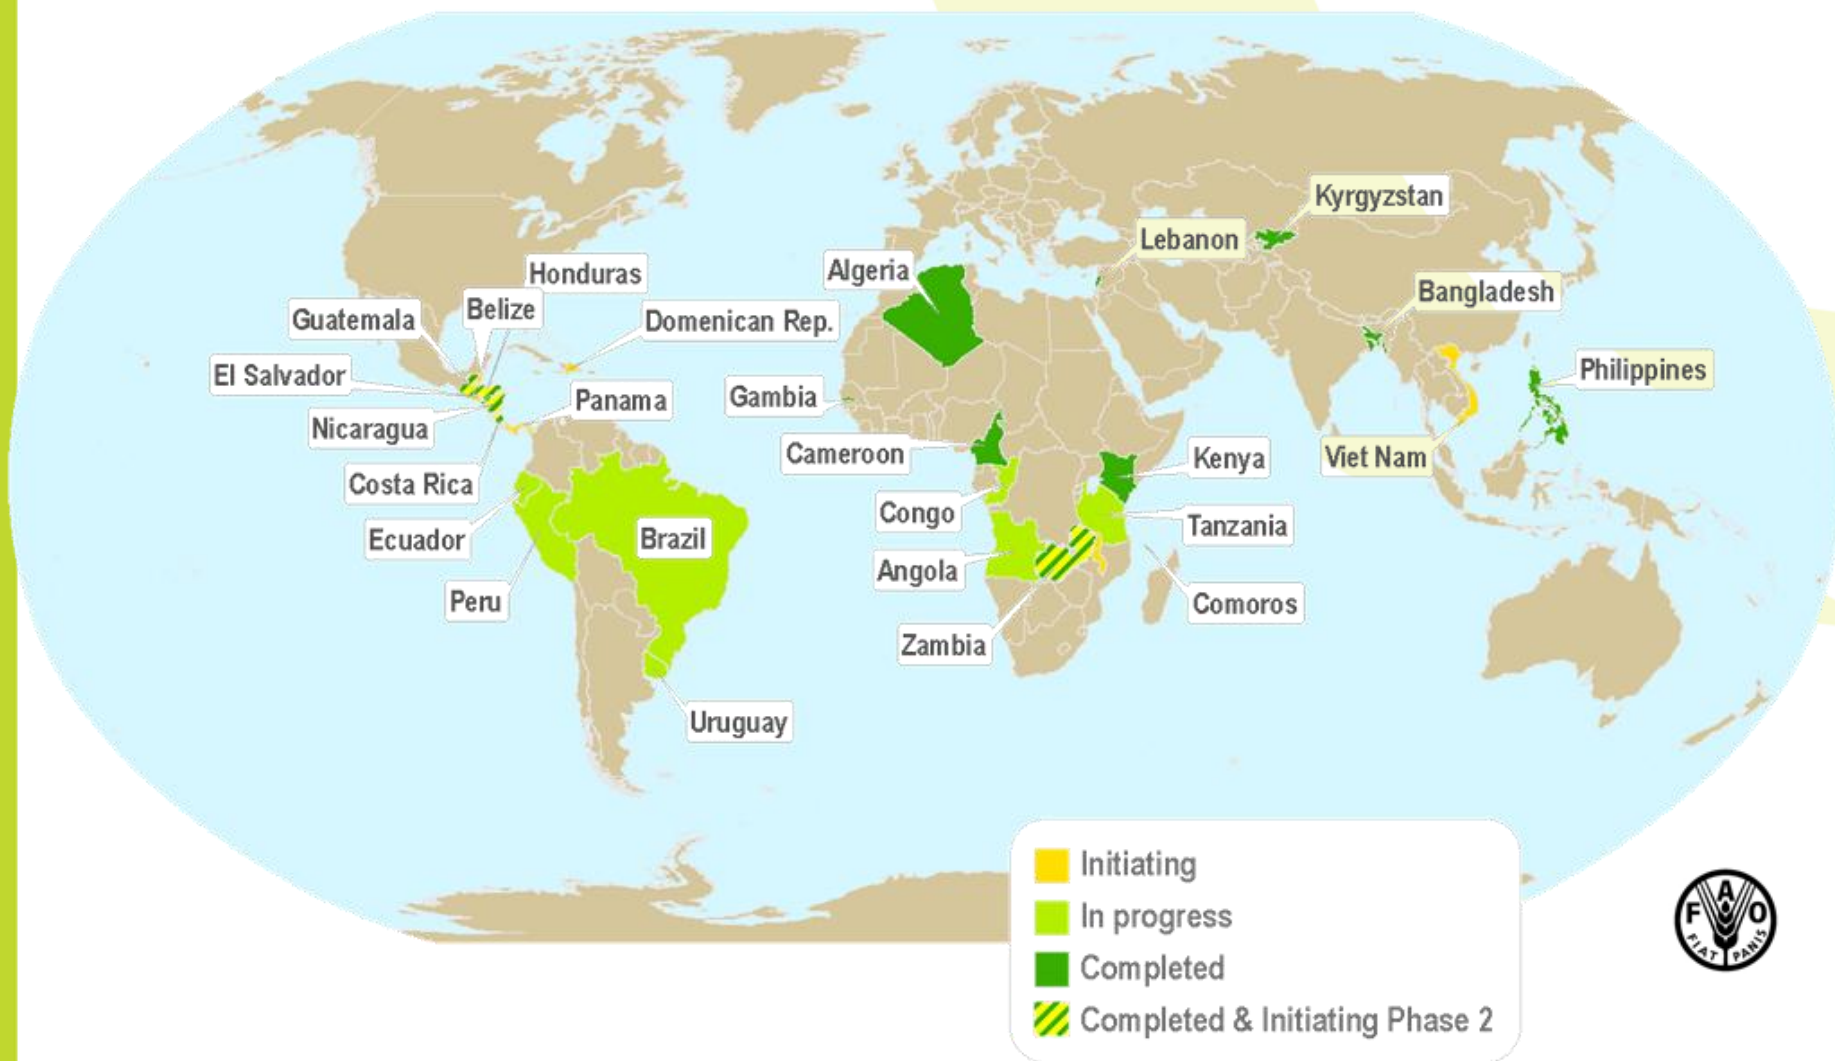 Kyrgyzstan
Lebanon
Honduras
Algeria
Bangladesh
Belize
Guatemala
Domenican Rep.
Philippines
El Salvador
Gambia
Panama
Nicaragua
Cameroon
Kenya
Viet Nam
Costa Rica
Congo
Tanzania
Ecuador
Brazil
Angola
Peru
Comoros
Zambia
Uruguay
Initiating
In progress
Completed
Completed & Initiating Phase 2
F A O
FIAT PANIS